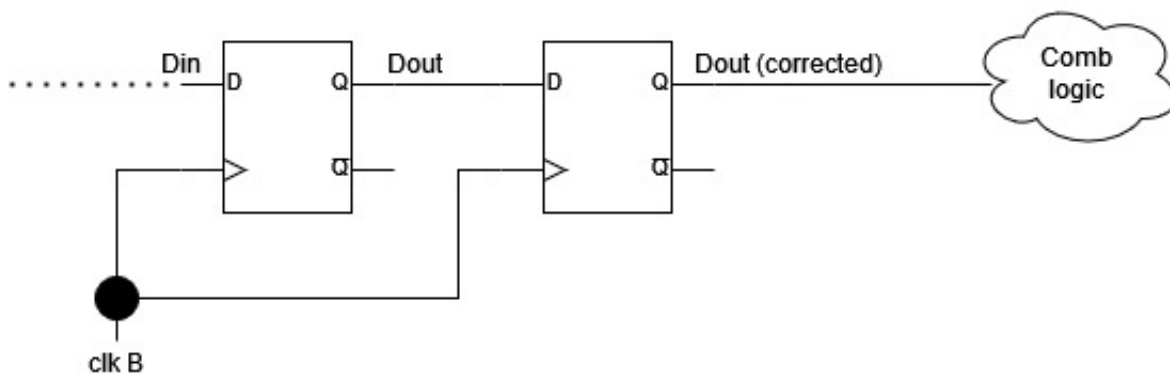 Din
D
Q
Q̅
Dout
D
Q
Q̅
Dout (corrected)
Comb
logic
clk B